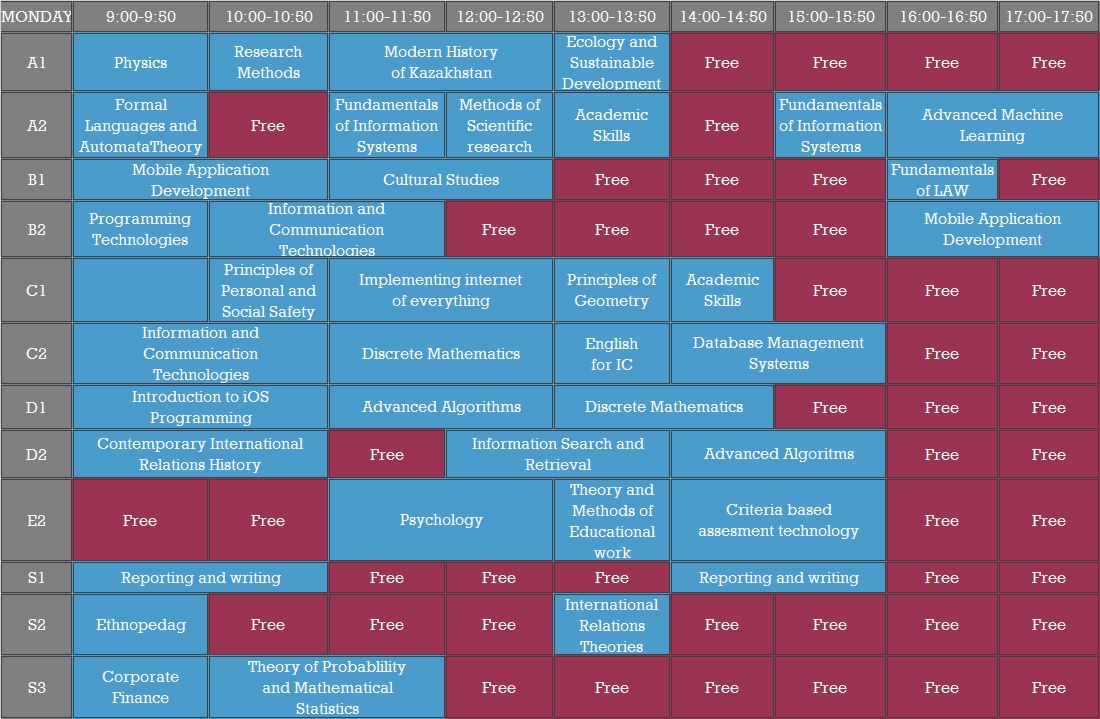 MONDAY 9:00-9:50 10:00-10:50 11:00-11:50 12:00-12:50 13:00-13:50 14:00-14:50 15:00-15:50 16:00-16:50 17:00-17:50
A1
Physics
Research
Methods
Modern History
of Kazakhstan
Ecology and
Sustainable
Development
Free
Free
Free
Free
A2
Formal
Languages and
AutomataTheory
Free
Fundamentals
of Information
Systems
Methods of
Scientific
research
Academic
Skills
Free
Fundamentals
of Information
Systems
Advanced Machine
Learning
B1
Mobile Application
Development
Cultural Studies
Free
Free
Free
Fundamentals
of LAW
Free
B2
Programming
Technologies
Information and
Communication
Technologies
Free
Free
Free
Free
Mobile Application
Development
C1
Principles of
Personal and
Social Safety
Implementing internet
of everything
Principles of
Geometry
Academic
Skills
Free
Free
Free
C2
Information and
Communication
Technologies
Discrete Mathematics
English
for IC
Database Management
Systems
Free
Free
D1
Introduction to iOS
Programming
Advanced Algorithms
Discrete Mathematics
Free
Free
Free
D2
Contemporary International
Relations History
Free
Information Search and
Retrieval
Advanced Algoritms
Free
Free
E2
Free
Free
Psychology
Theory and
Methods of
Educational
work
Criteria based
assesment technology
Free
Free
S1
Reporting and writing
Free
Free
Free
Reporting and writing
Free
Free
S2
Ethnopedag
Free
Free
Free
International
Relations
Theories
Free
Free
Free
Free
S3
Corporate
Finance
Theory of Probablility
and Mathematical
Statistics
Free
Free
Free
Free
Free
Free